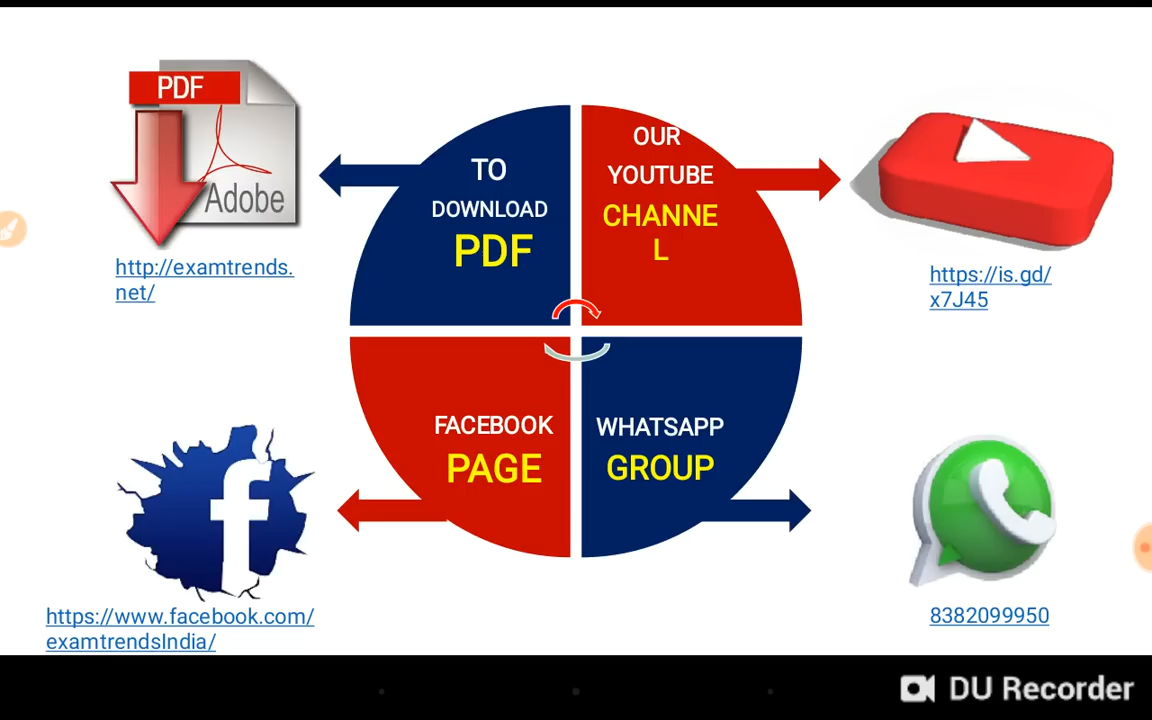 PDF
Adobe
http://examtrends.
net/
TO
DOWNLOAD
PDF
OUR
YOUTUBE
CHANNE
L
https://is.gd/
x7J45
FACEBOOK
PAGE
https://www.facebook.com/
examtrendsIndia/
WHATSAPP
GROUP
8382099950
DU Recorder